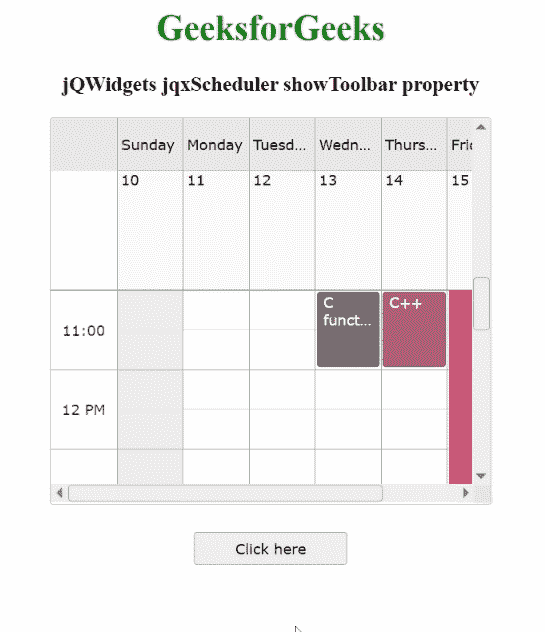 GeeksforGeeks
jQWidgets jqxScheduler showToolbar property
Sunday Monday Tuesd... Wedn... Thurs...
10 11 12 13 14 15
C C++
funct...
11:00
12 PM
Click here